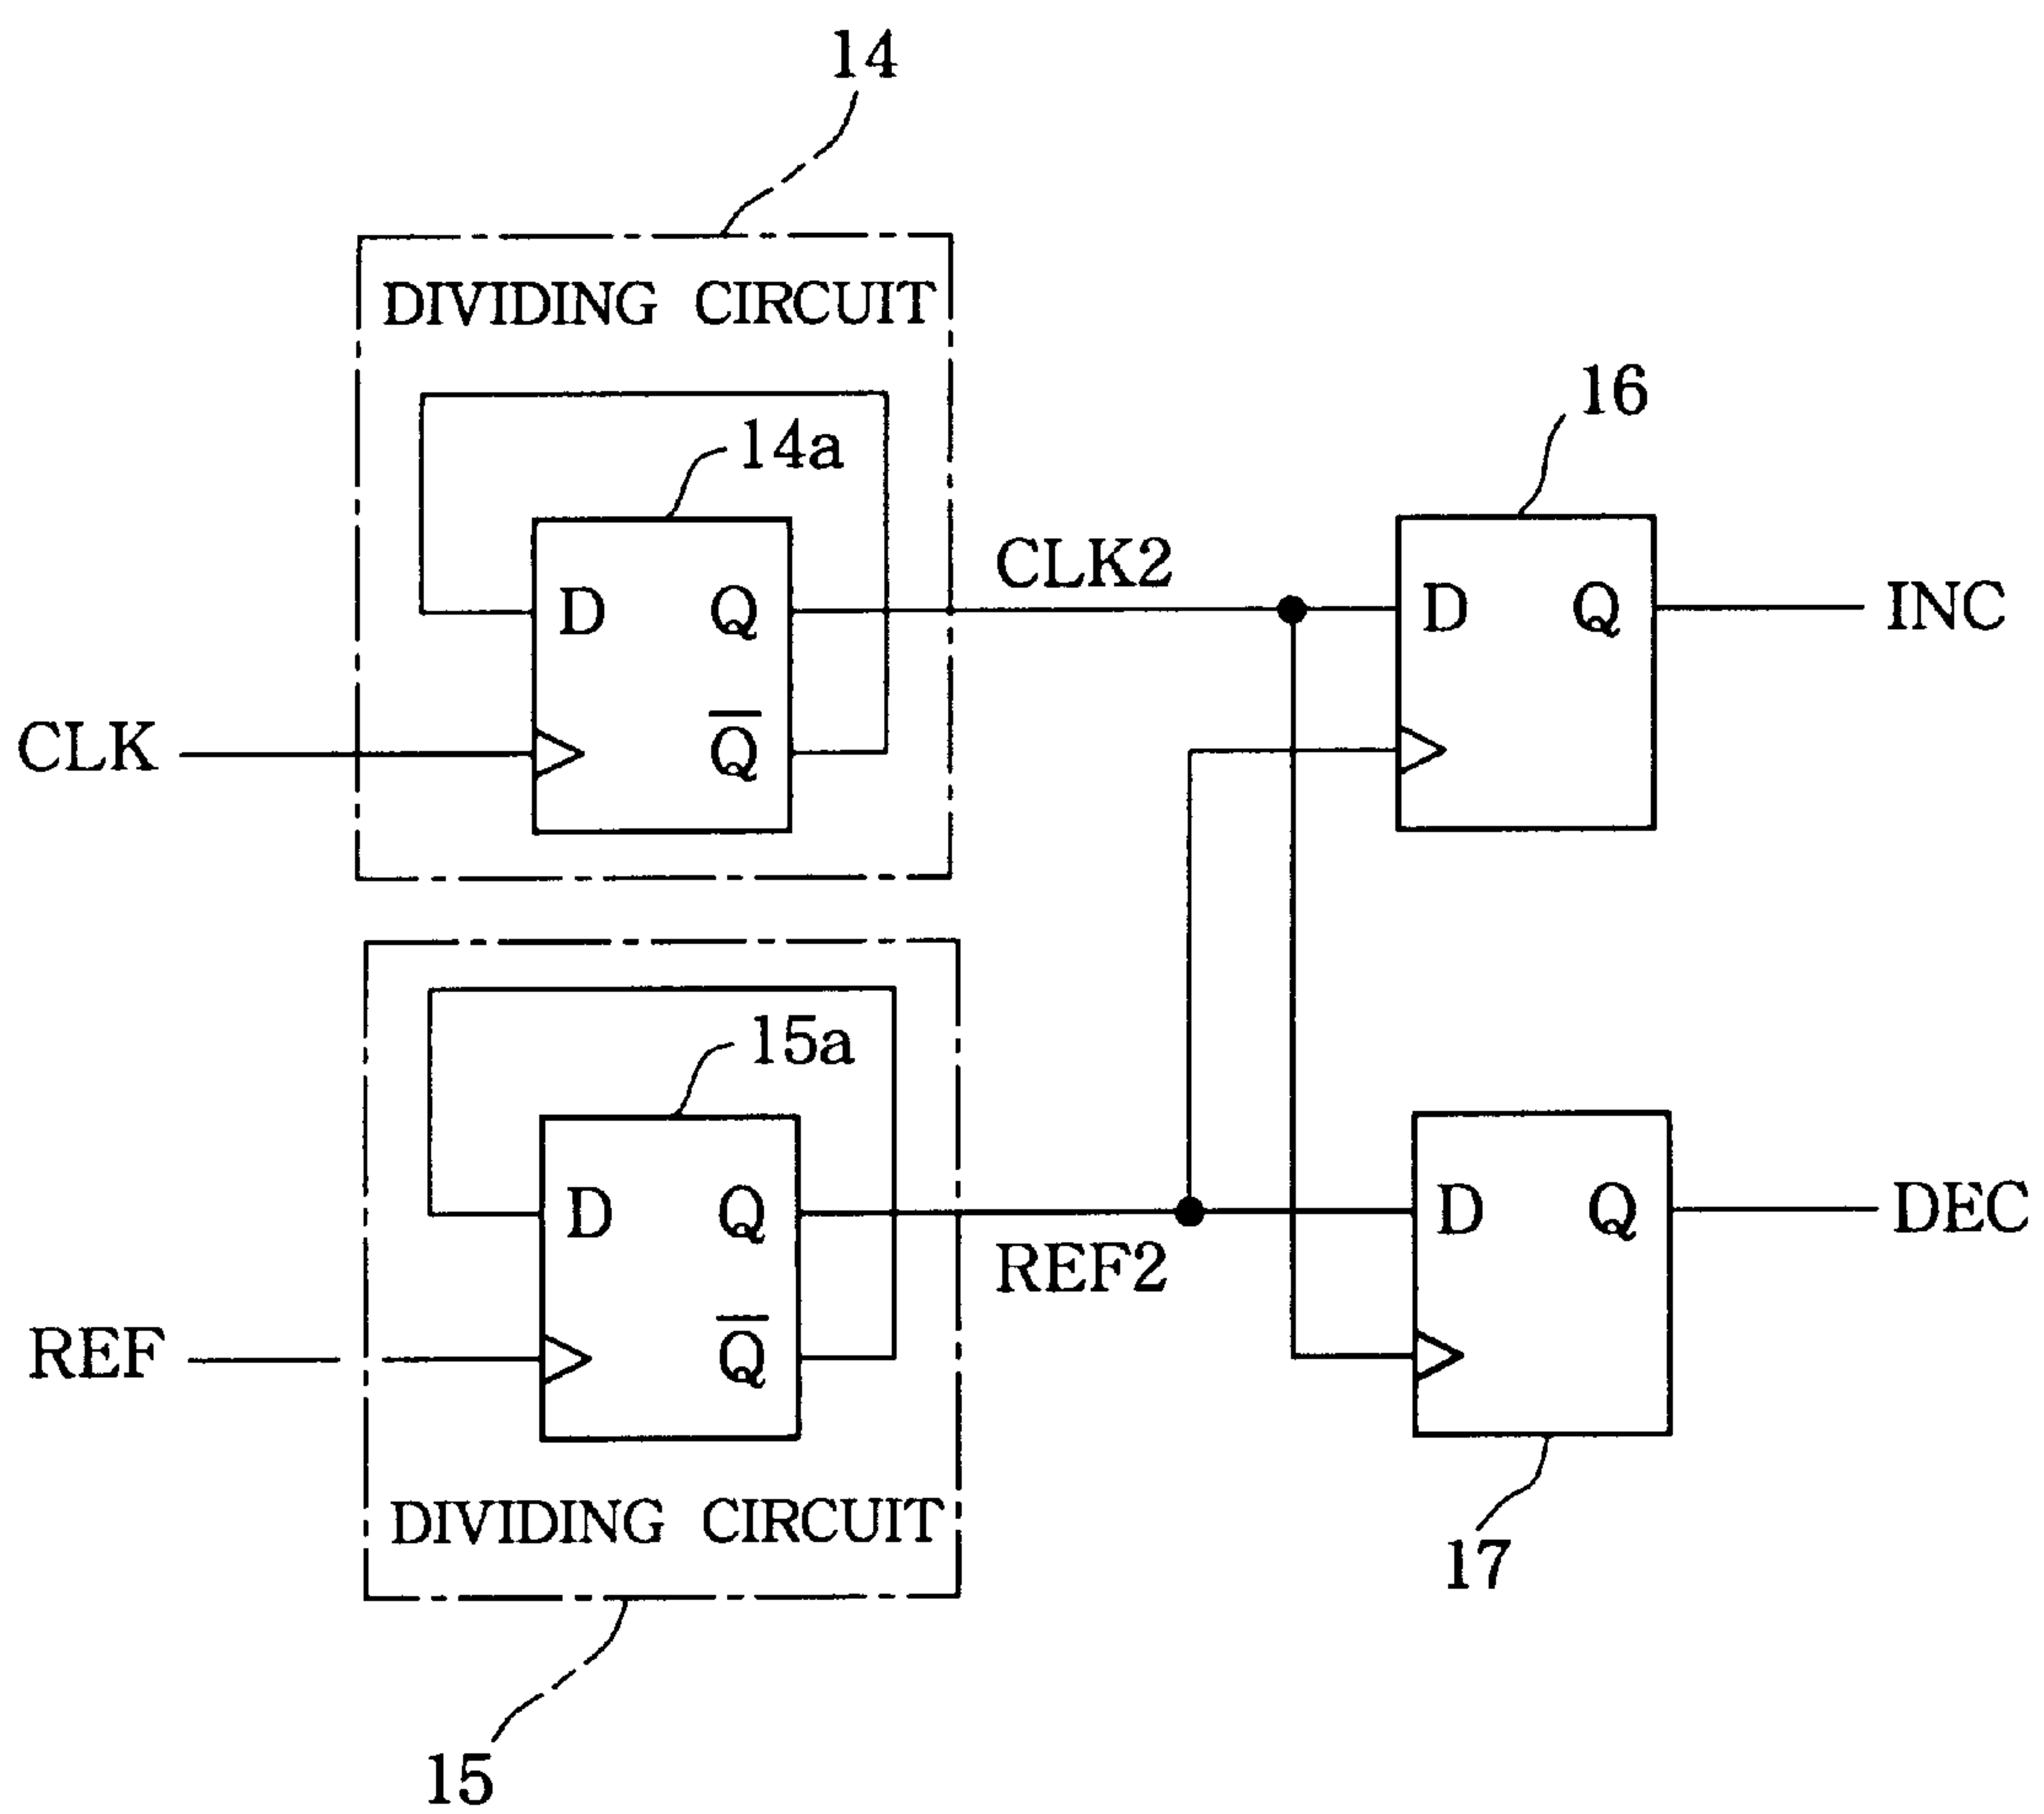 14
DIVIDING CIRCUIT
14a
16
CLK2
D Q
D Q
INC
CLK
Q̅
15a
D Q
D Q
DEC
REF2
REF
Q̅
DIVIDING CIRCUIT
17
15